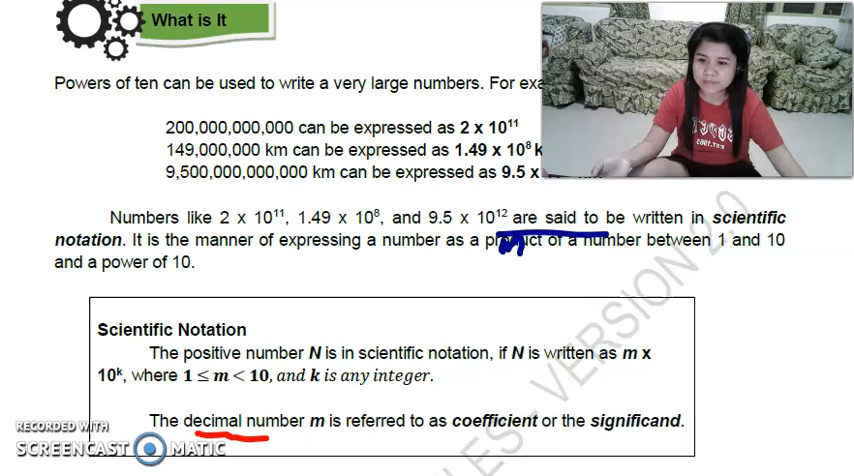 What is It
Powers of ten can be used to write a very large numbers. For exa
200,000,000,000 can be expressed as 2 x 10¹¹
149,000,000 km can be expressed as 1.49 x 10⁸ k
9,500,000,000,000 km can be expressed as 9.5 x
Numbers like 2 x 10¹¹, 1.49 x 10⁸, and 9.5 x 10¹² are said to be written in scientific
notation. It is the manner of expressing a number as a product of a number between 1 and 10
and a power of 10.
Scientific Notation
The positive number N is in scientific notation, if N is written as m x
10ᵏ, where 1 ≤ m < 10, and k is any integer.
The decimal number m is referred to as coefficient or the significand.
m
RECORDED WITH
SCREENCAST MATIC
VERSION 2.0